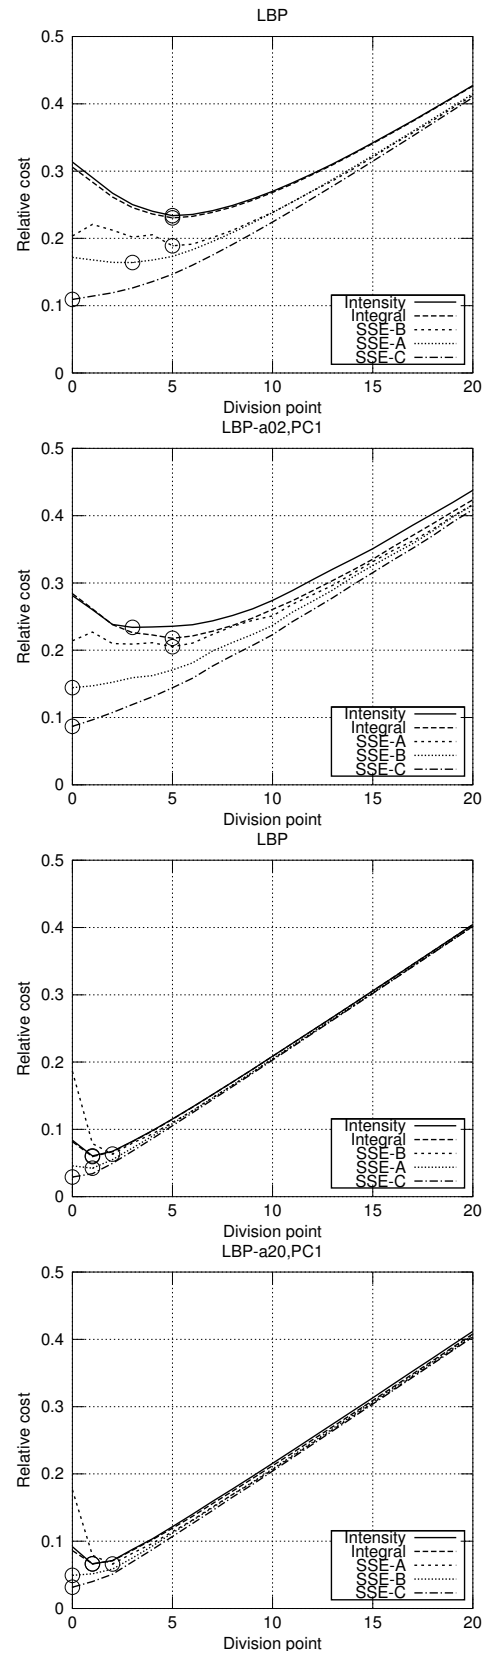 LBP
0.5
0.4
0.3
0.2
0.1
0
Relative cost
Intensity
Integral
SSE-B
SSE-A
SSE-C
0 5 10 15 20
Division point
LBP-a02,PC1
0.5
0.4
0.3
0.2
0.1
0
Relative cost
Intensity
Integral
SSE-A
SSE-B
SSE-C
0 5 10 15 20
Division point
LBP
0.5
0.4
0.3
0.2
0.1
0
Relative cost
Intensity
Integral
SSE-B
SSE-A
SSE-C
0 5 10 15 20
Division point
LBP-a20,PC1
0.5
0.4
0.3
0.2
0.1
0
Relative cost
Intensity
Integral
SSE-A
SSE-B
SSE-C
0 5 10 15 20
Division point